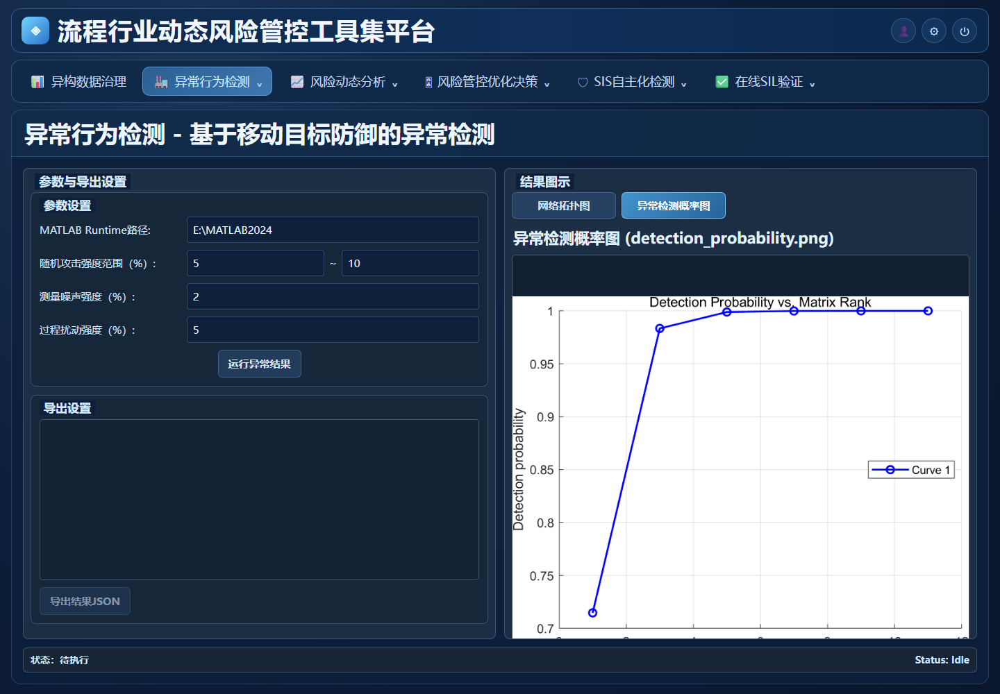 流程行业动态风险管控工具集平台
异构数据治理 异常行为检测 风险动态分析 风险管控优化决策 SIS自主化检测 在线SIL验证
异常行为检测 - 基于移动目标防御的异常检测
参数与导出设置
参数设置
MATLAB Runtime路径: E:\MATLAB2024
随机攻击强度范围（%）: 5 ~ 10
测量噪声强度（%）: 2
过程扰动强度（%）: 5
运行异常结果
导出设置
导出结果JSON
结果图示
网络拓扑图 异常检测概率图
异常检测概率图 (detection_probability.png)
Detection Probability vs. Matrix Rank
1
0.95
0.9
0.85
0.8
0.75
0.7
Detection probability
Curve 1
状态：待执行
Status: Idle